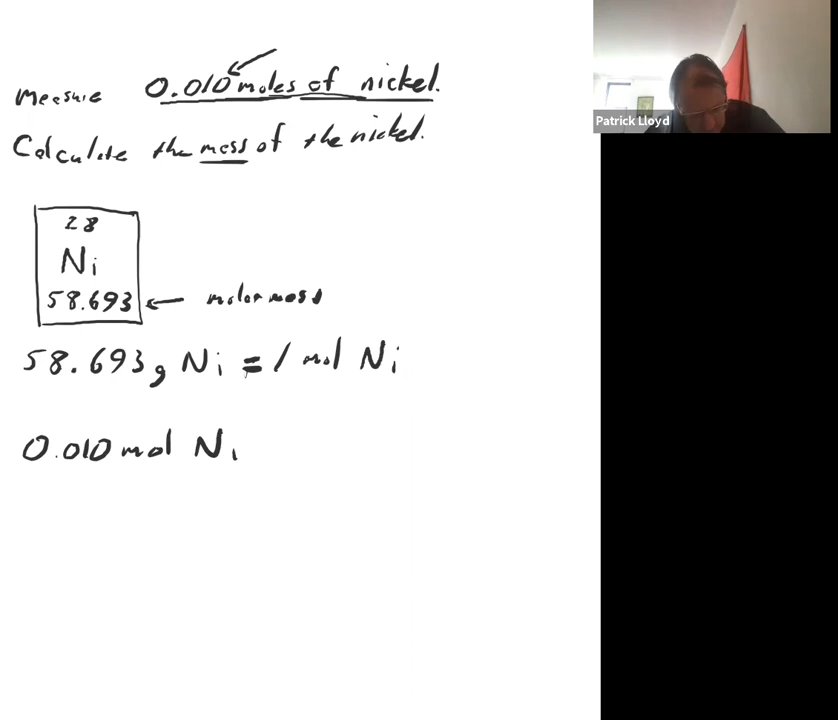 measure 0.010 moles of nickel.
Calculate the mass of the nickel.
28
Ni
58.693 ← molar mass
58.693 g Ni = 1 mol Ni
0.010 mol Ni
Patrick Lloyd